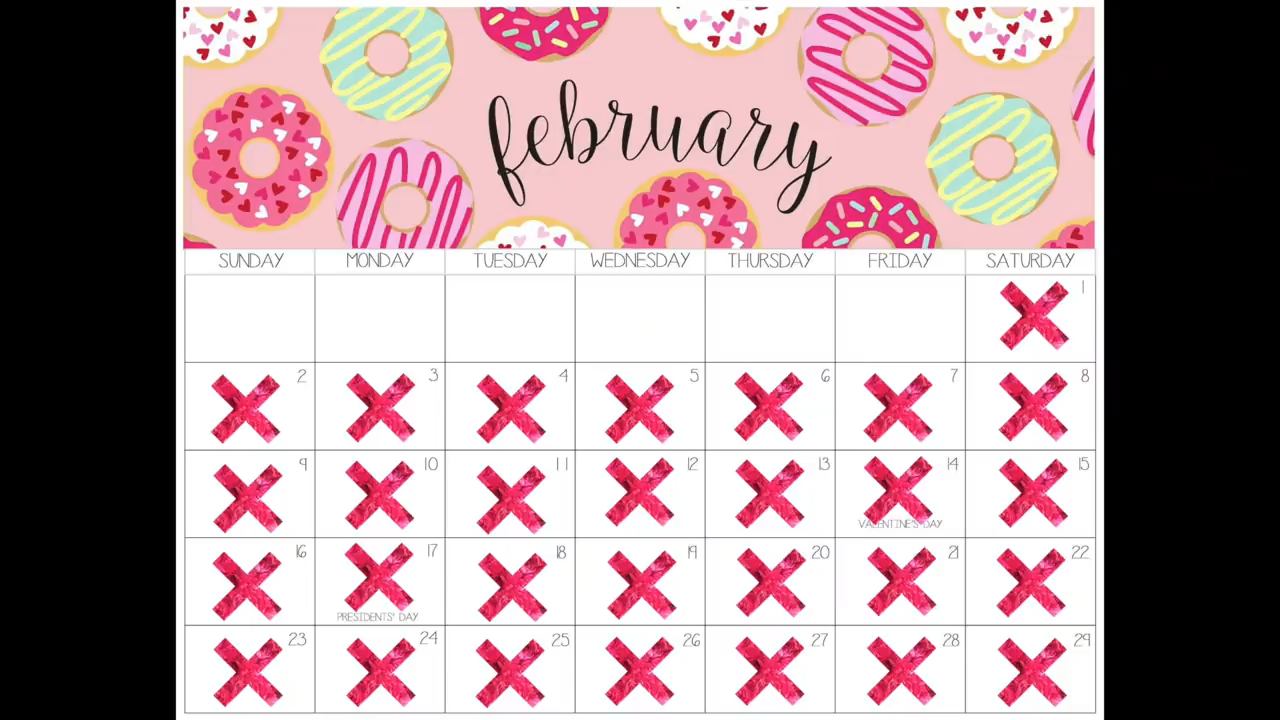 february
SUNDAY MONDAY TUESDAY WEDNESDAY THURSDAY FRIDAY SATURDAY
1
2 3 4 5 6 7 8
9 10 11 12 13 14 15
VALENTINE'S DAY
16 17 18 19 20 21 22
PRESIDENTS' DAY
23 24 25 26 27 28 29